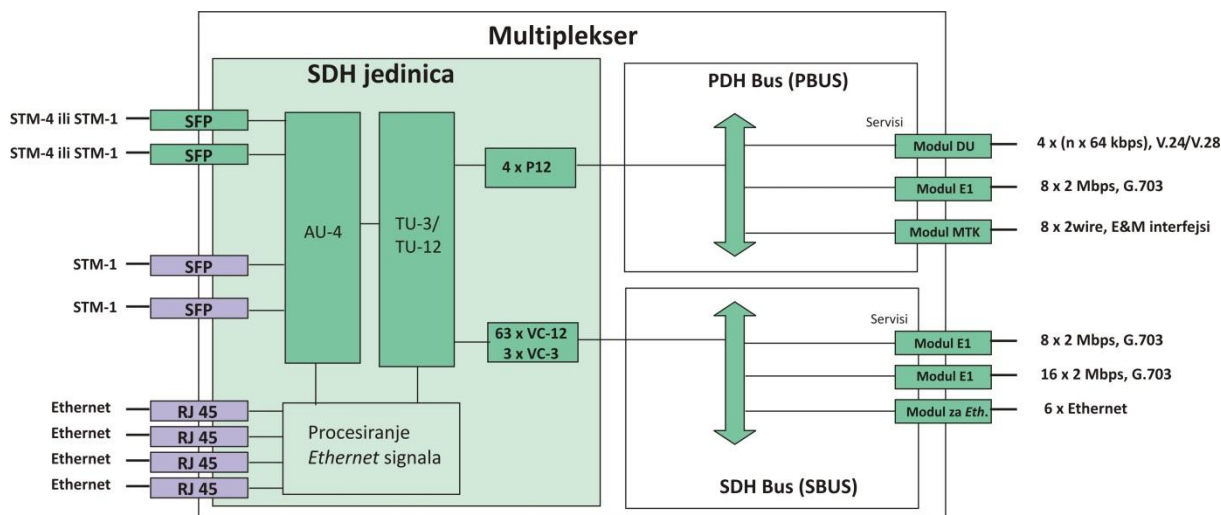 Multiplekser
SDH jedinica
STM-4 ili STM-1
SFP
STM-4 ili STM-1
SFP
STM-1
SFP
STM-1
SFP
AU-4
TU-3/
TU-12
4 x P12
63 x VC-12
3 x VC-3
Ethernet
RJ 45
Ethernet
RJ 45
Ethernet
RJ 45
Ethernet
RJ 45
Procesiranje
Ethernet signala
PDH Bus (PBUS)
Servisi
Modul DU
4 x (n x 64 kbps), V.24/V.28
Modul E1
8 x 2 Mbps, G.703
Modul MTK
8 x 2wire, E&M interfejsi
Servisi
Modul E1
8 x 2 Mbps, G.703
Modul E1
16 x 2 Mbps, G.703
Modul za Eth.
6 x Ethernet
SDH Bus (SBUS)